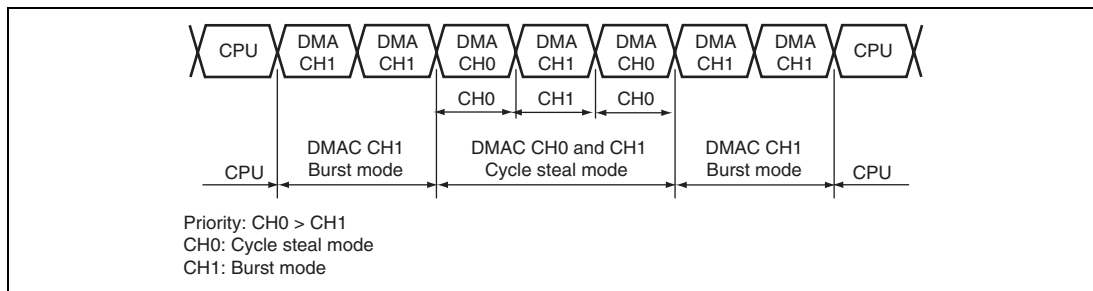 CPU DMA CH1 DMA CH1 DMA CH0 DMA CH1 DMA CH0 DMA CH1 DMA CH1 CPU
CH0 CH1 CH0
DMAC CH1 DMAC CH0 and CH1 DMAC CH1
CPU Burst mode Cycle steal mode Burst mode CPU
Priority: CH0 > CH1
CH0: Cycle steal mode
CH1: Burst mode